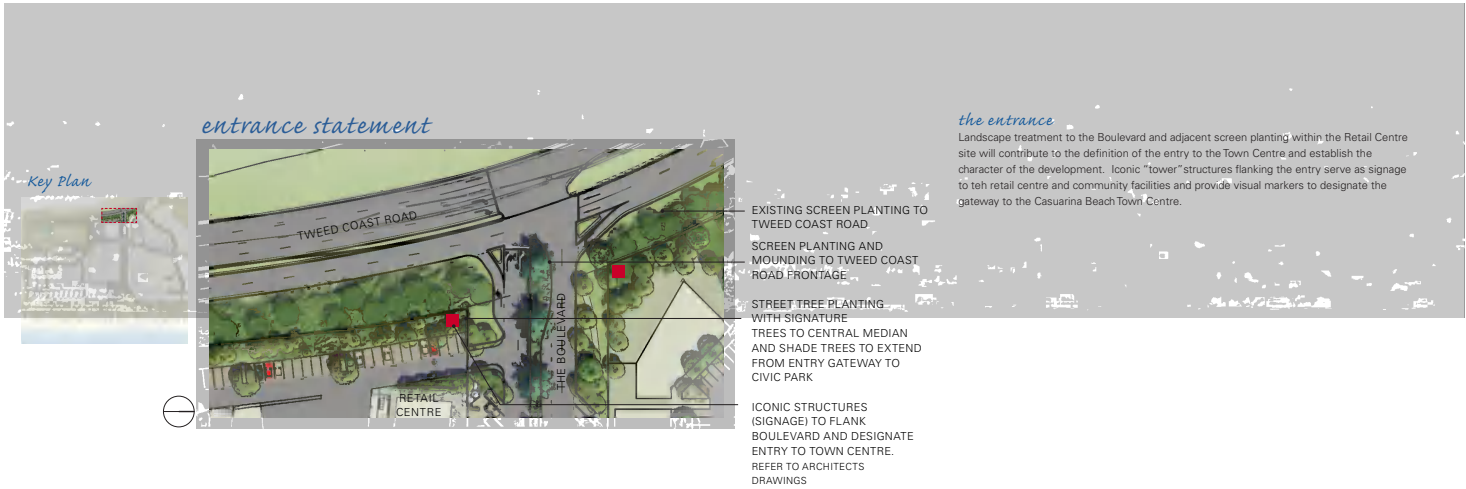 entrance statement
Key Plan
TWEED COAST ROAD
THE BOULEVARD
RETAIL
CENTRE
EXISTING SCREEN PLANTING TO
TWEED COAST ROAD
SCREEN PLANTING AND
MOUNDING TO TWEED COAST
ROAD FRONTAGE
STREET TREE PLANTING
WITH SIGNATURE
TREES TO CENTRAL MEDIAN
AND SHADE TREES TO EXTEND
FROM ENTRY GATEWAY TO
CIVIC PARK
ICONIC STRUCTURES
(SIGNAGE) TO FLANK
BOULEVARD AND DESIGNATE
ENTRY TO TOWN CENTRE.
REFER TO ARCHITECTS
DRAWINGS
the entrance
Landscape treatment to the Boulevard and adjacent screen planting within the Retail Centre
site will contribute to the definition of the entry to the Town Centre and establish the
character of the development.  Iconic “tower” structures flanking the entry serve as signage
to teh retail centre and community facilities and provide visual markers to designate the
gateway to the Casuarina Beach Town Centre.